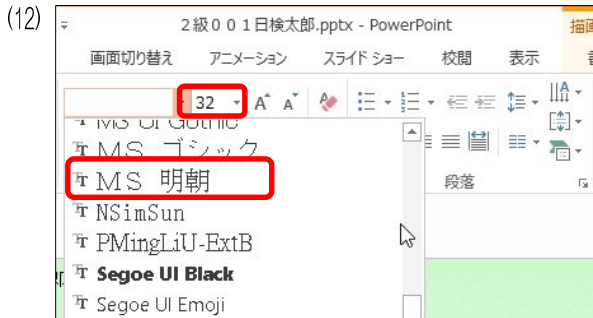 (12)
2級001日検太郎.pptx - PowerPoint
描画
画面切り替え アニメーション スライド ショー 校閲 表示
32
MS UI Gothic
MS ゴシック
MS 明朝
段落
NSimSun
PMingLiU-ExtB
Segoe UI Black
Segoe UI Emoji